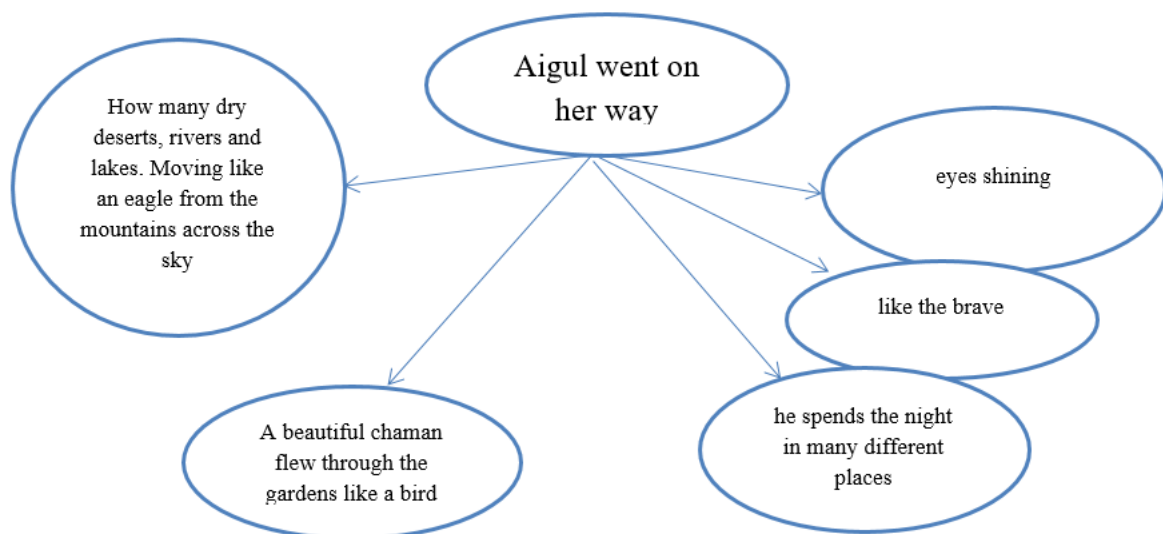 Aigul went on
her way
How many dry
deserts, rivers and
lakes. Moving like
an eagle from the
mountains across the
sky
eyes shining
like the brave
he spends the night
in many different
places
A beautiful chaman
flew through the
gardens like a bird